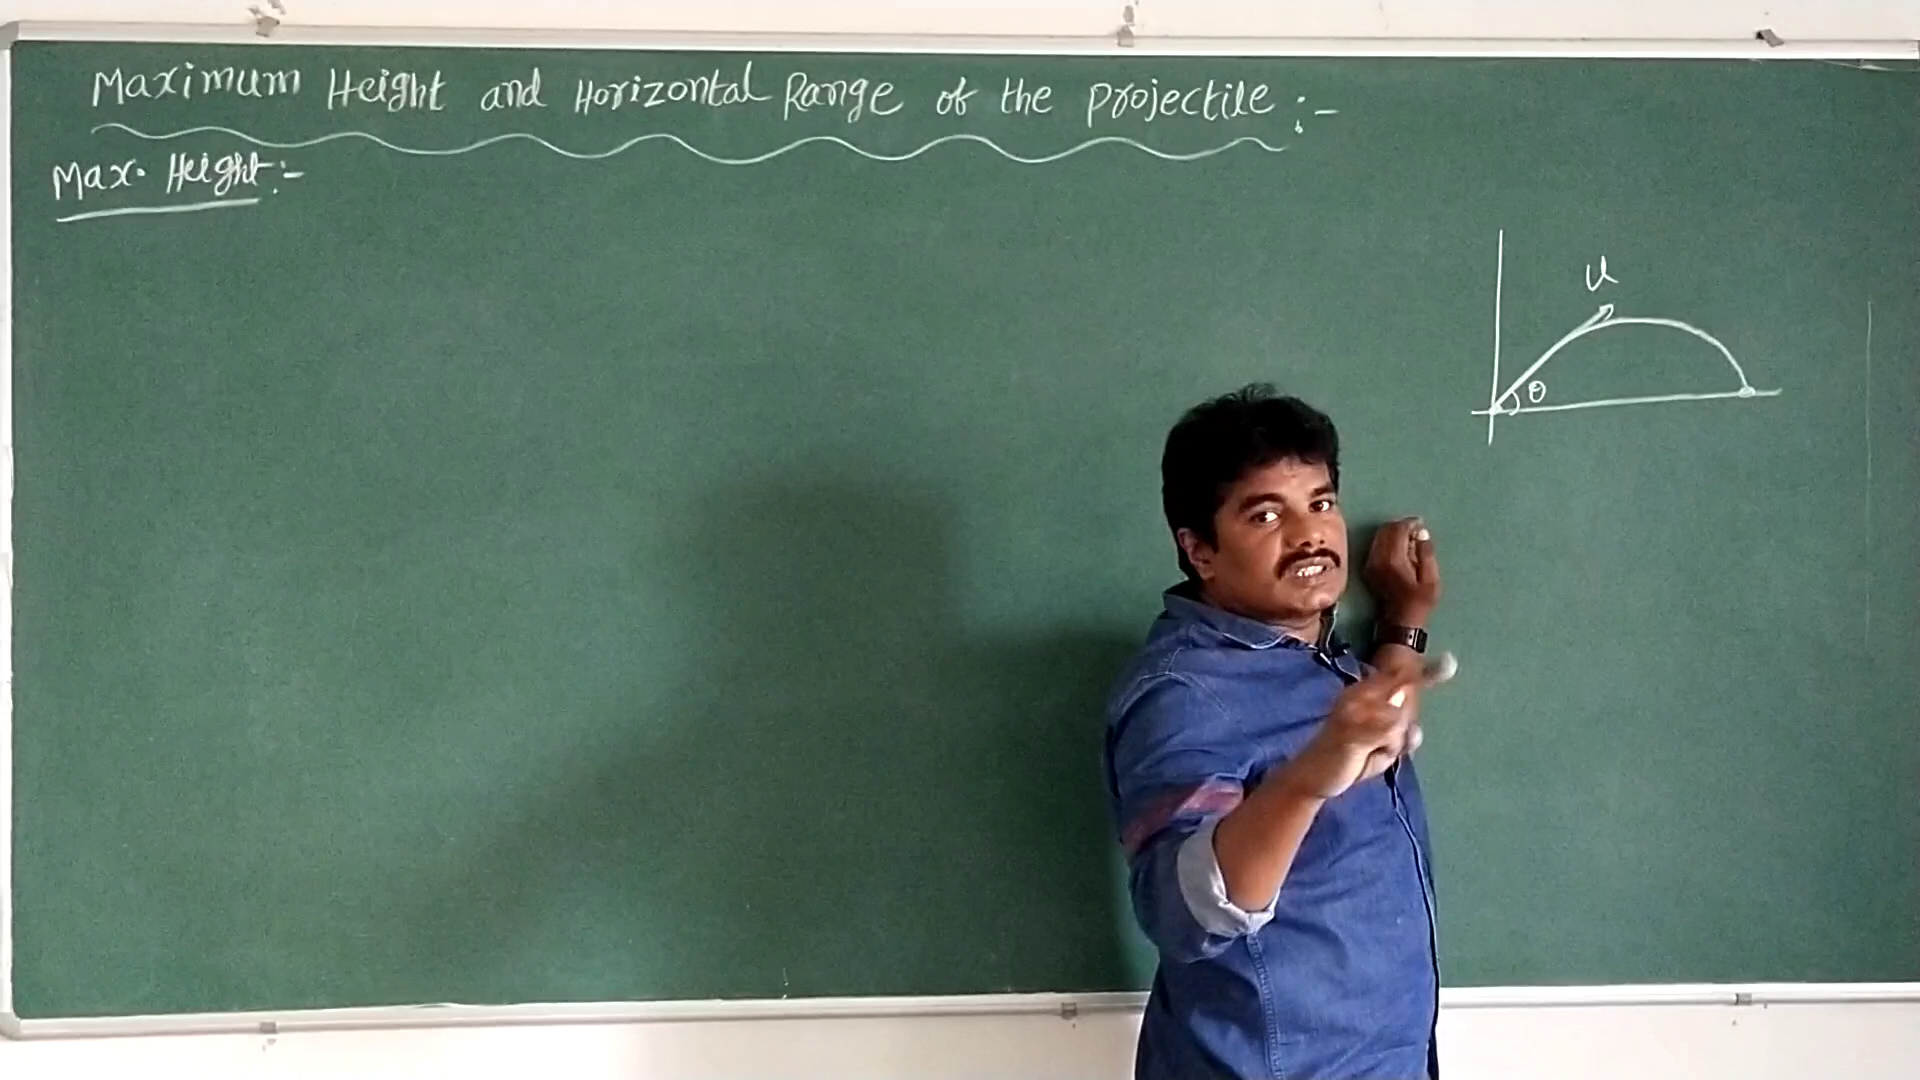 Maximum Height and Horizontal Range of the projectile :-
Max. Height :-
u
θ